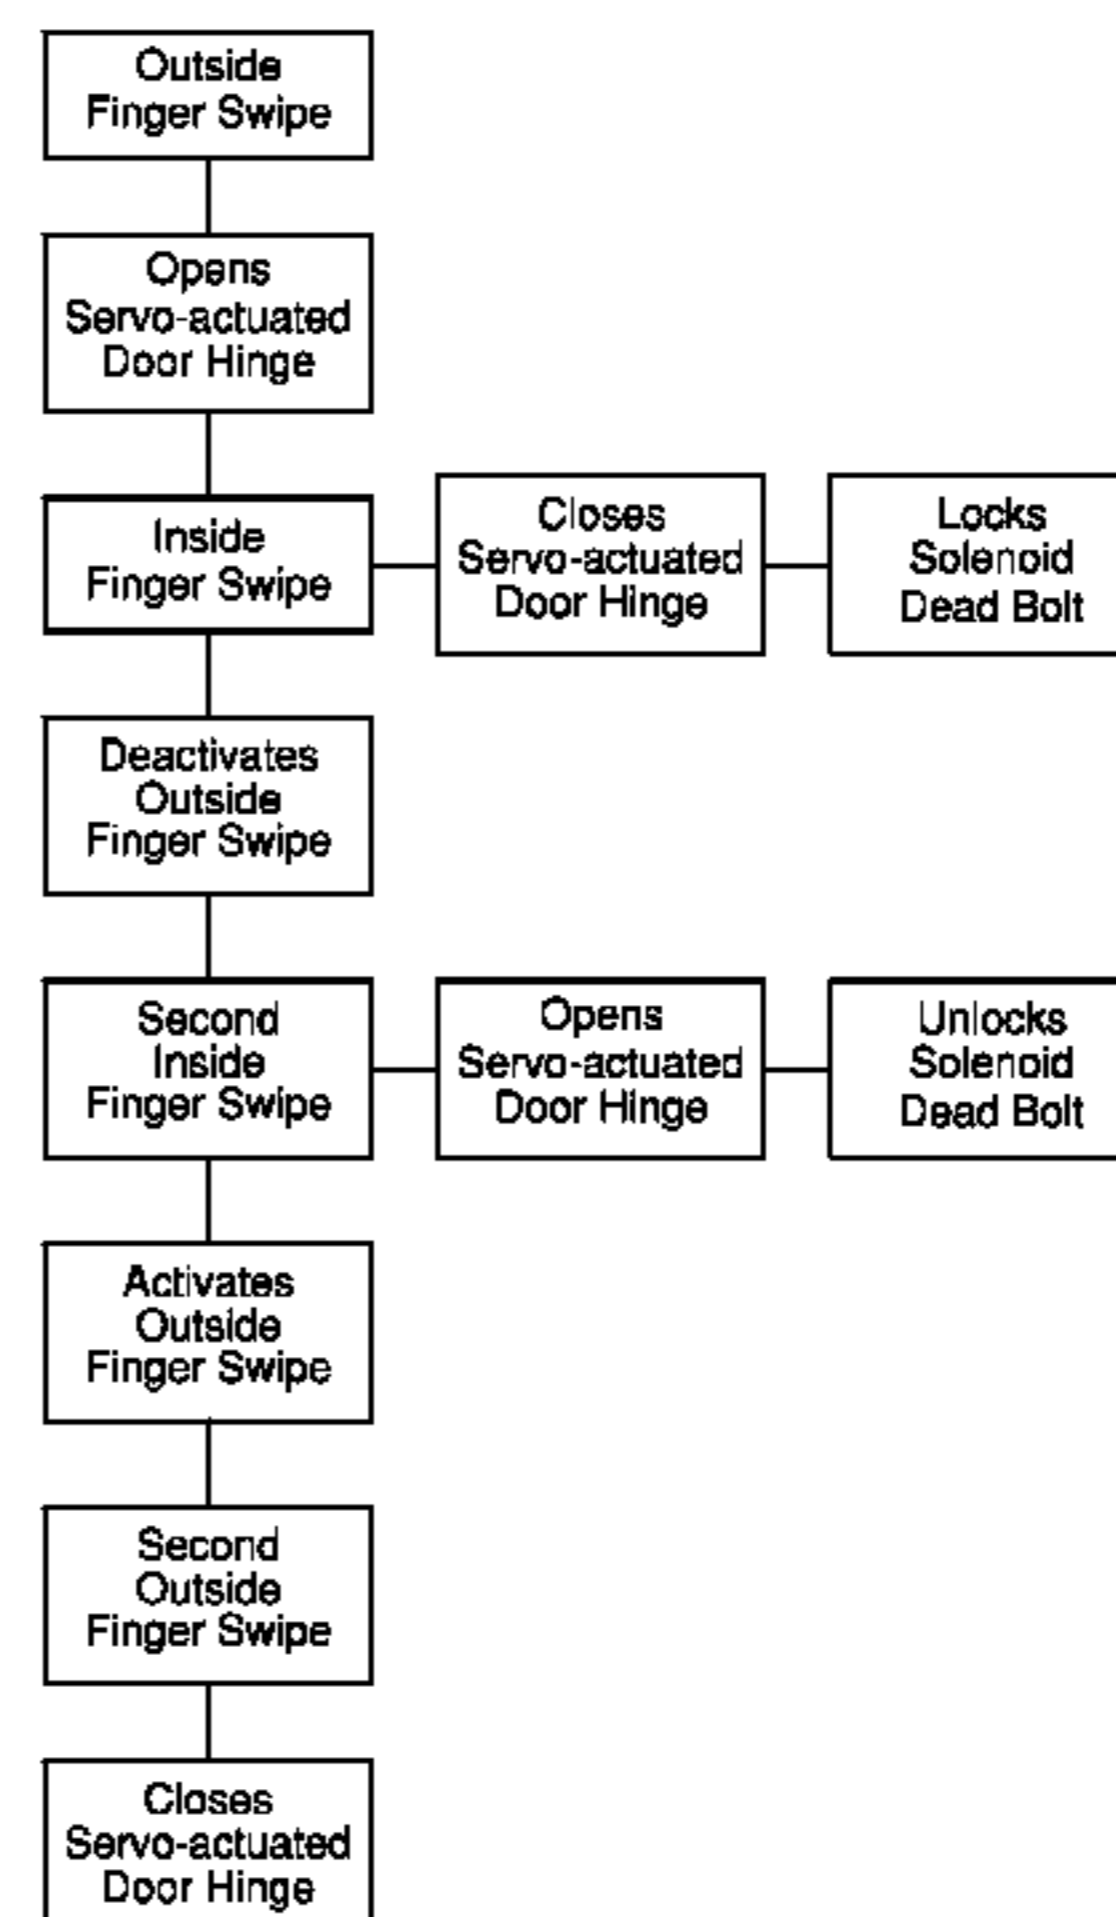 Outside
Finger Swipe
Opens
Servo-actuated
Door Hinge
Inside
Finger Swipe
Closes
Servo-actuated
Door Hinge
Locks
Solenoid
Dead Bolt
Deactivates
Outside
Finger Swipe
Second
Inside
Finger Swipe
Opens
Servo-actuated
Door Hinge
Unlocks
Solenoid
Dead Bolt
Activates
Outside
Finger Swipe
Second
Outside
Finger Swipe
Closes
Servo-actuated
Door Hinge